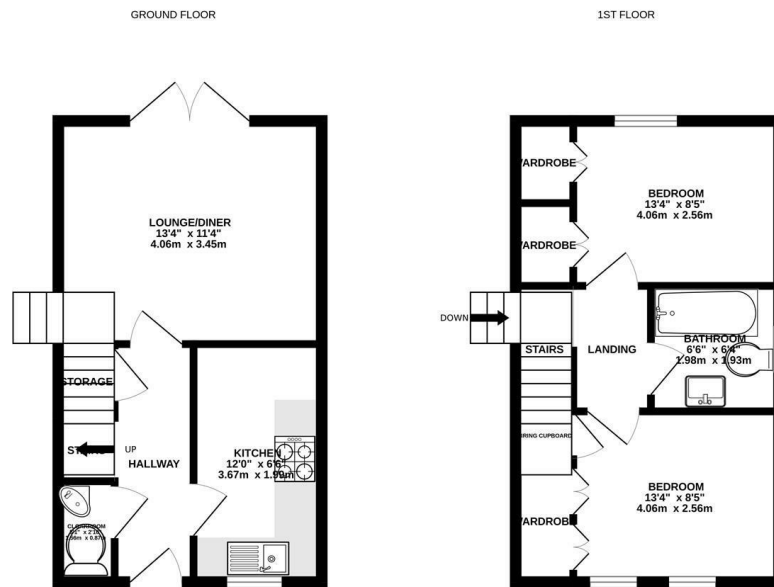 GROUND FLOOR
1ST FLOOR
LOUNGE/DINER
13'4" x 11'4"
4.06m x 3.45m
STORAGE
UP
HALLWAY
KITCHEN
12'0" x 6'6"
3.67m x 1.99m
WARDROBE
WARDROBE
BEDROOM
13'4" x 8'5"
4.06m x 2.56m
DOWN
STAIRS
LANDING
BATHROOM
6'6" x 6'4"
1.98m x 1.93m
CUPBOARD
WARDROBE
BEDROOM
13'4" x 8'5"
4.06m x 2.56m